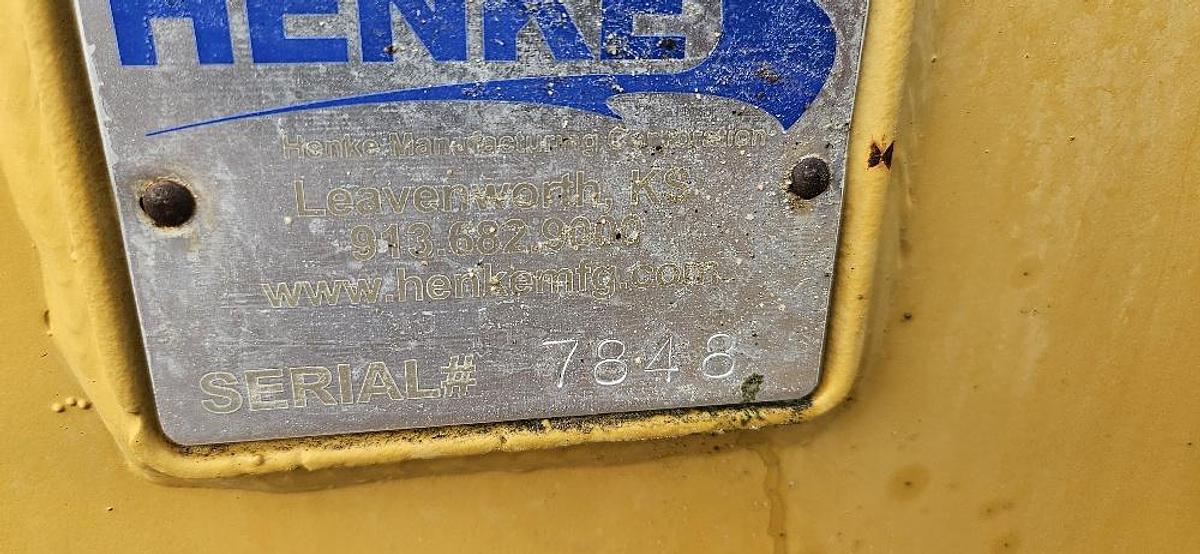 HENKE
Henke Manufacturing Corporation
Leavenworth, KS
913.682.9000
www.henkemfg.com
SERIAL# 7848